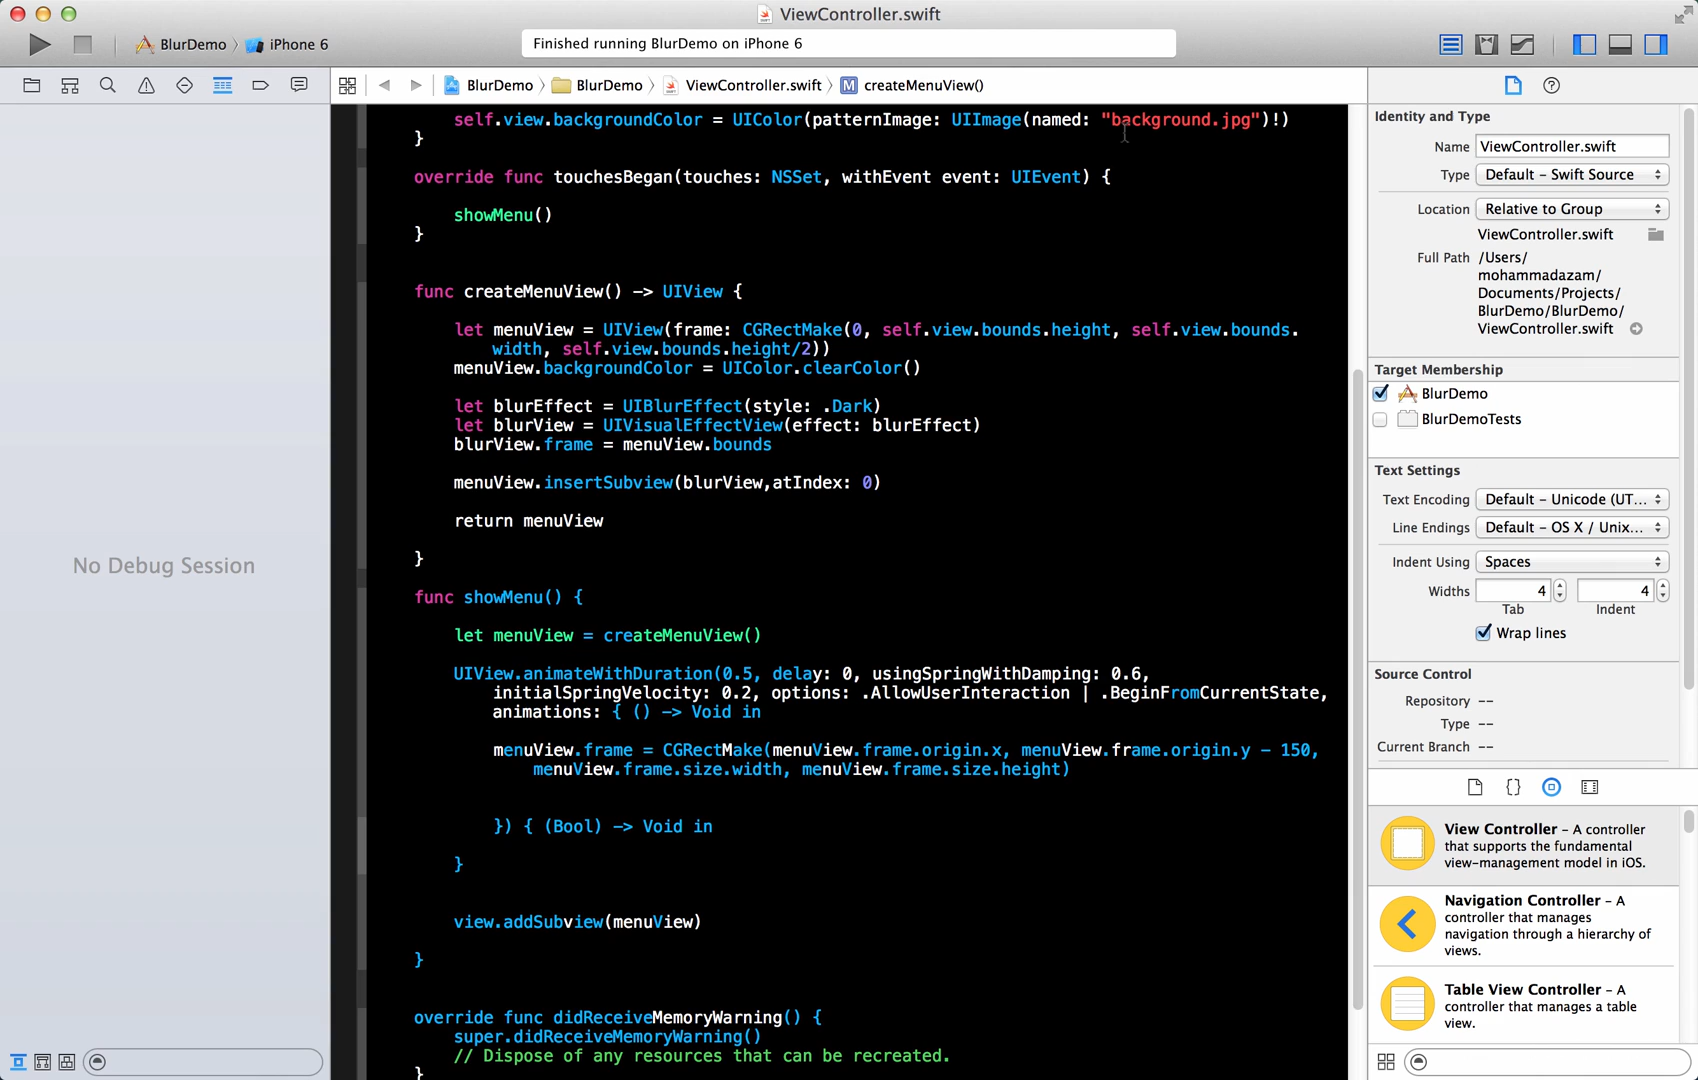 ViewController.swift
BlurDemo
iPhone 6
Finished running BlurDemo on iPhone 6
BlurDemo
BlurDemo
ViewController.swift
M
createMenuView()
No Debug Session
self.view.backgroundColor = UIColor(patternImage: UIImage(named: "background.jpg")!)
}
override func touchesBegan(touches: NSSet, withEvent event: UIEvent) {
showMenu()
}
func createMenuView() -> UIView {
let menuView = UIView(frame: CGRectMake(0, self.view.bounds.height, self.view.bounds.
width, self.view.bounds.height/2))
menuView.backgroundColor = UIColor.clearColor()
let blurEffect = UIBlurEffect(style: .Dark)
let blurView = UIVisualEffectView(effect: blurEffect)
blurView.frame = menuView.bounds
menuView.insertSubview(blurView,atIndex: 0)
return menuView
}
func showMenu() {
let menuView = createMenuView()
UIView.animateWithDuration(0.5, delay: 0, usingSpringWithDamping: 0.6,
initialSpringVelocity: 0.2, options: .AllowUserInteraction | .BeginFromCurrentState,
animations: { () -> Void in
menuView.frame = CGRectMake(menuView.frame.origin.x, menuView.frame.origin.y - 150,
menuView.frame.size.width, menuView.frame.size.height)
}) { (Bool) -> Void in
}
view.addSubview(menuView)
}
override func didReceiveMemoryWarning() {
super.didReceiveMemoryWarning()
// Dispose of any resources that can be recreated.
}
Identity and Type
Name ViewController.swift
Type Default - Swift Source
Location Relative to Group
ViewController.swift
Full Path /Users/
mohammadazam/
Documents/Projects/
BlurDemo/BlurDemo/
ViewController.swift
Target Membership
BlurDemo
BlurDemoTests
Text Settings
Text Encoding Default - Unicode (UT...
Line Endings Default - OS X / Unix...
Indent Using Spaces
Widths 4 4
Tab Indent
Wrap lines
Source Control
Repository --
Type --
Current Branch --
View Controller - A controller
that supports the fundamental
view-management model in iOS.
Navigation Controller - A
controller that manages
navigation through a hierarchy of
views.
Table View Controller - A
controller that manages a table
view.